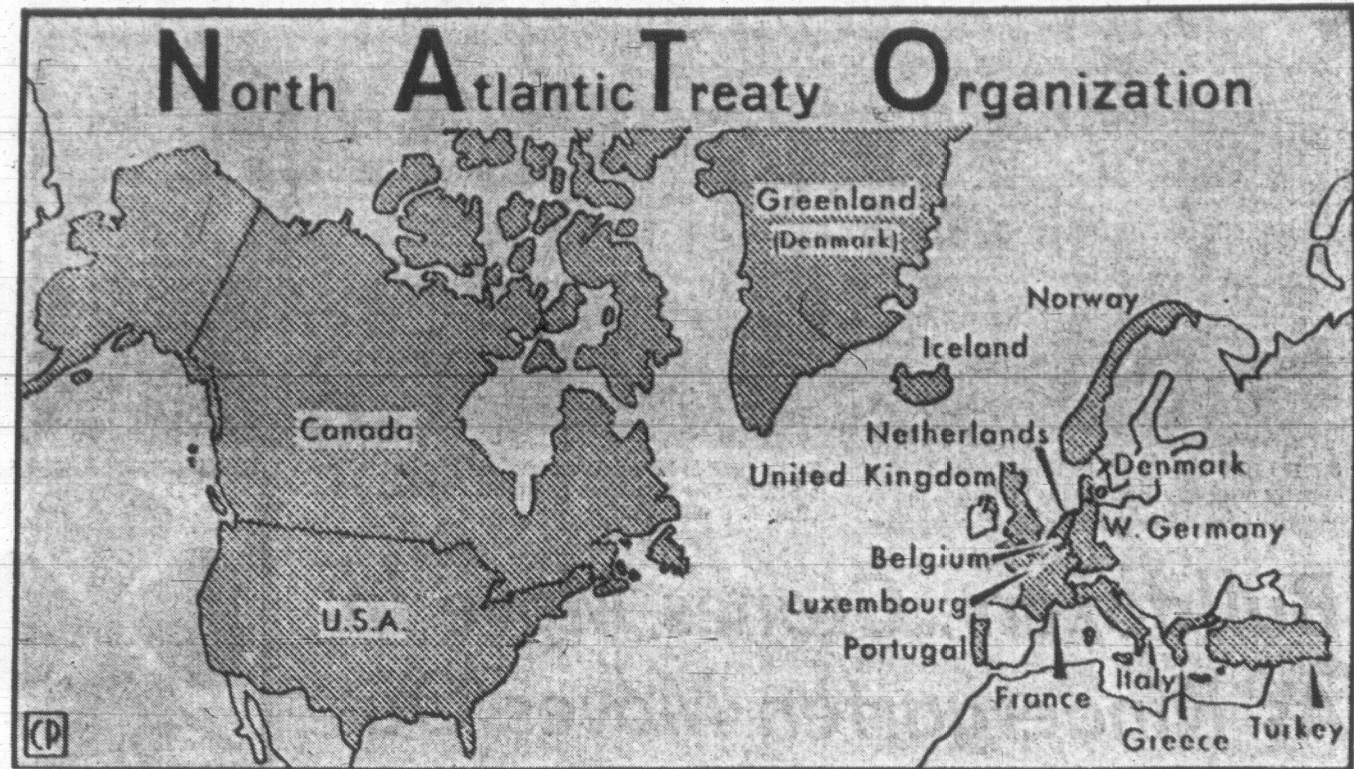 North Atlantic Treaty Organization
Greenland
(Denmark)
Norway
Iceland
Canada
Netherlands
United Kingdom
Denmark
W. Germany
Belgium
Luxembourg
U.S.A.
Portugal
Italy
France
Greece
Turkey
CP